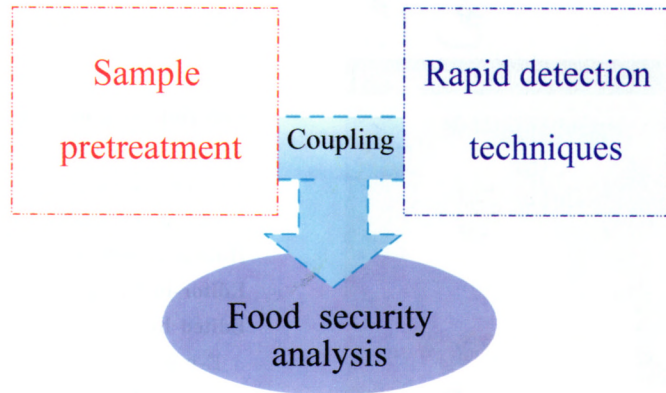 Sample
pretreatment
Coupling
Rapid detection
techniques
Food security
analysis